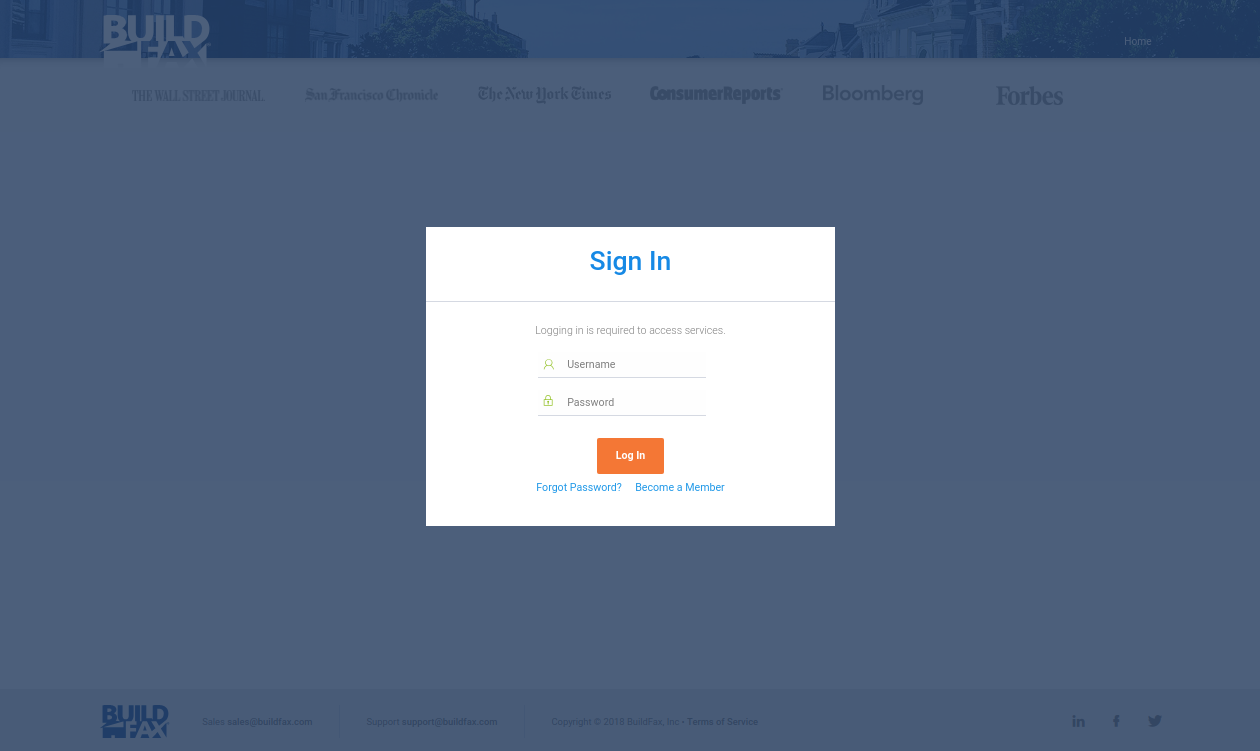 BUILD
FAX
Home
THE WALL STREET JOURNAL.
San Francisco Chronicle
The New York Times
ConsumerReports
Bloomberg
Forbes
Sign In
Logging in is required to access services.
Username
Password
Log In
Forgot Password? Become a Member
BUILD
FAX
Sales sales@buildfax.com
Support support@buildfax.com
Copyright © 2018 BuildFax, Inc • Terms of Service